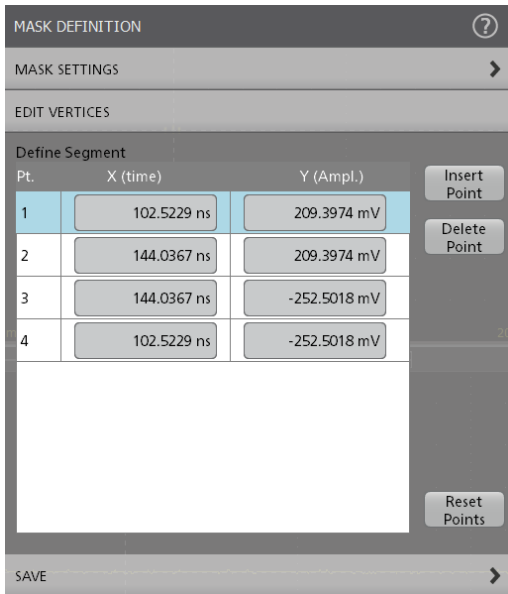 MASK DEFINITION ?
MASK SETTINGS
EDIT VERTICES
Define Segment
Pt. X (time) Y (Ampl.)
Insert
Point
1 102.5229 ns 209.3974 mV
Delete
Point
2 144.0367 ns 209.3974 mV
3 144.0367 ns -252.5018 mV
4 102.5229 ns -252.5018 mV
20
Reset
Points
SAVE